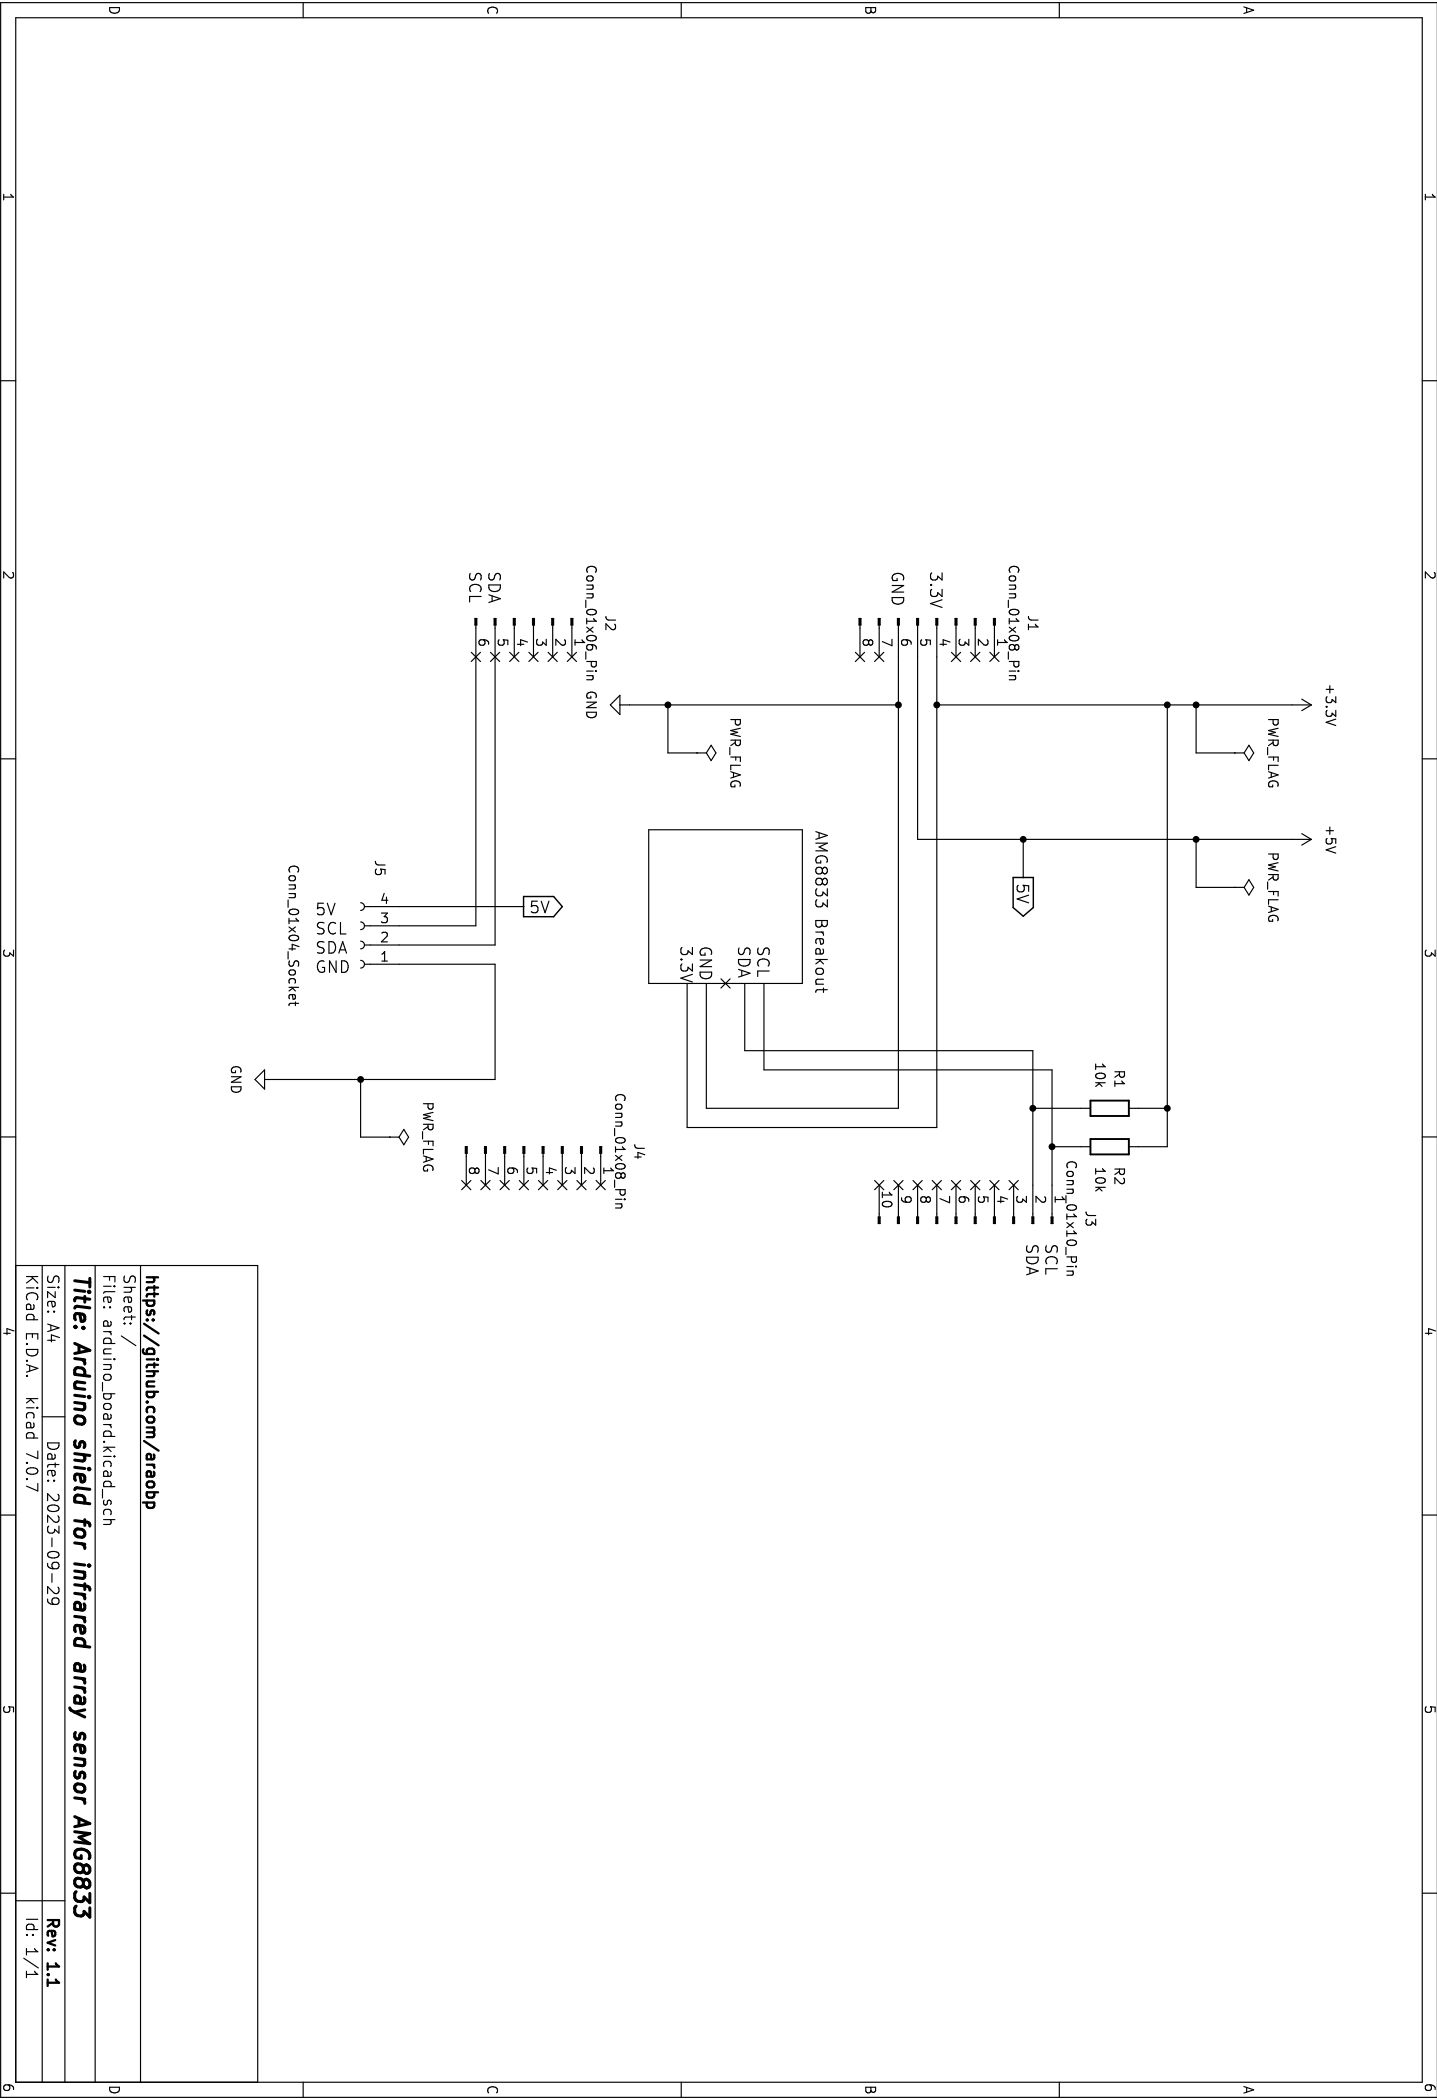 1
2
3
4
5
6
A
B
C
D
+3.3V
PWR_FLAG
+5V
PWR_FLAG
5V
R1
10k
R2
10k
J1
Conn_01x08_Pin
1
2
3
4
5
6
7
8
3.3V
GND
J3
Conn_01x10_Pin
1
2
3
4
5
6
7
8
9
10
SCL
SDA
AMG8833 Breakout
SCL
SDA
GND
3.3V
PWR_FLAG
GND
J2
Conn_01x06_Pin
1
2
3
4
5
6
SDA
SCL
J4
Conn_01x08_Pin
1
2
3
4
5
6
7
8
5V
J5
4
3
2
1
5V
SCL
SDA
GND
Conn_01x04_Socket
PWR_FLAG
GND
https://github.com/araobp
Sheet: /
File: arduino_board.kicad_sch
Title: Arduino shield for infrared array sensor AMG8833
Size: A4
Date: 2023-09-29
Rev: 1.1
KiCad E.D.A. kicad 7.0.7
Id: 1/1
A
B
C
D
1
2
3
4
5
6